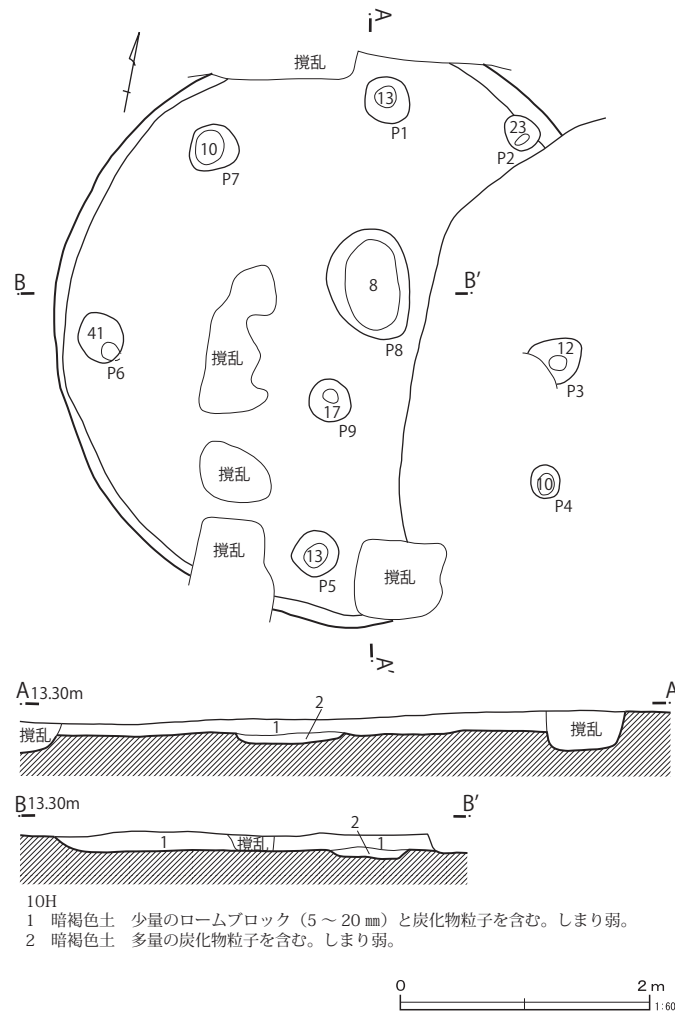 A
撹乱
13
P1
23
P2
10
P7
B
B′
8
P8
41
P6
撹乱
12
P3
17
P9
撹乱
10
P4
撹乱
13
P5
撹乱
A′
A 13.30m
A
2
1
撹乱
撹乱
B 13.30m
B′
2
1
撹乱
1
10H
1 暗褐色土 少量のロームブロック（5 ～ 20 ㎜）と炭化物粒子を含む。しまり弱。
2 暗褐色土 多量の炭化物粒子を含む。しまり弱。
0
2 m
1:60